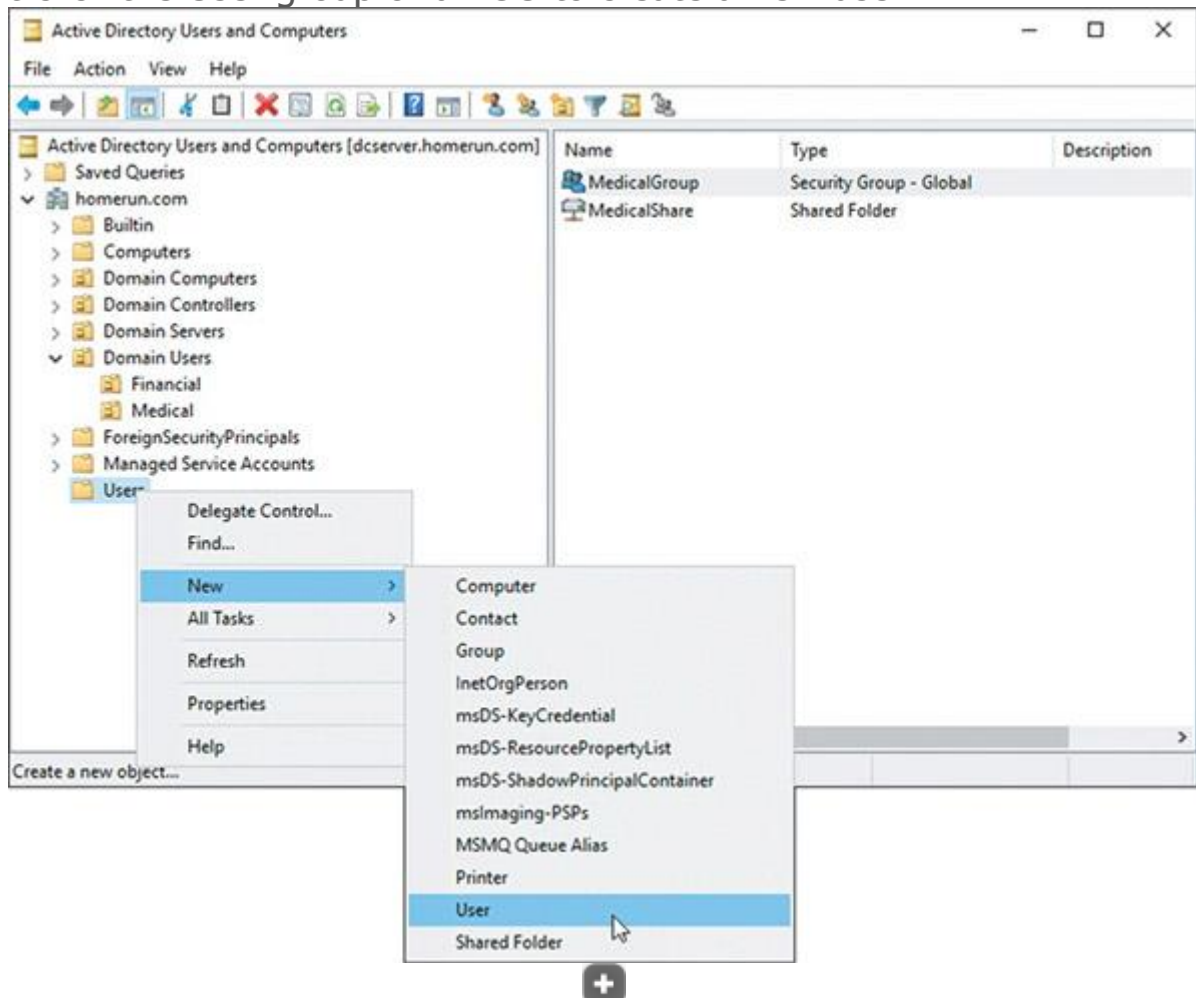 Active Directory Users and Computers
File Action View Help
Active Directory Users and Computers [dcserver.homerun.com]
Saved Queries
homerun.com
Builtin
Computers
Domain Computers
Domain Controllers
Domain Servers
Domain Users
Financial
Medical
ForeignSecurityPrincipals
Managed Service Accounts
Users
Name Type Description
MedicalGroup Security Group - Global
MedicalShare Shared Folder
Delegate Control...
Find...
New
All Tasks
Refresh
Properties
Help
Computer
Contact
Group
InetOrgPerson
msDS-KeyCredential
msDS-ResourcePropertyList
msDS-ShadowPrincipalContainer
msImaging-PSPs
MSMQ Queue Alias
Printer
User
Shared Folder
Create a new object...